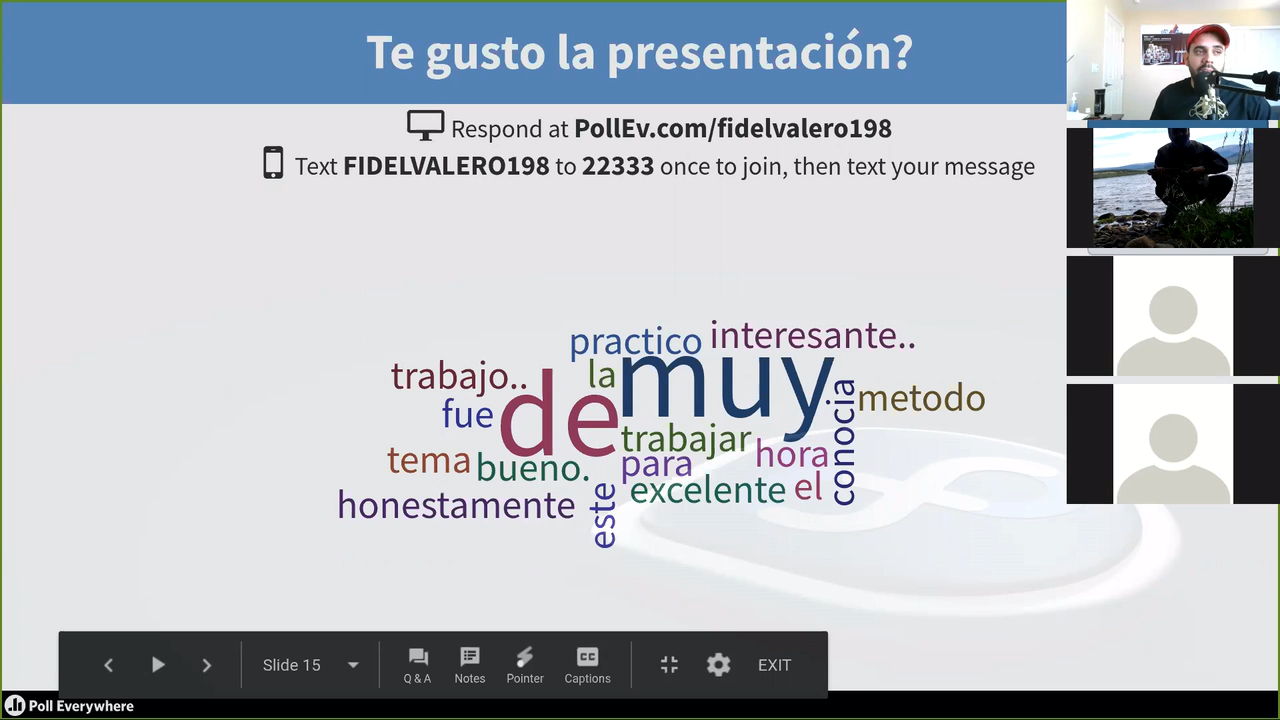 Te gusto la presentación?
Respond at PollEv.com/fidelvalero198
Text FIDELVALERO198 to 22333 once to join, then text your message
practico interesante..
trabajo.. la muy
fue de conocia metodo
trabajar
tema bueno. para hora
honestamente este excelente el
Slide 15
Q & A Notes Pointer Captions
EXIT
Poll Everywhere